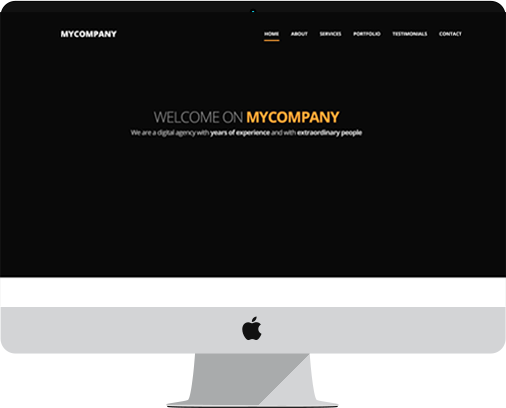 MYCOMPANY HOME ABOUT SERVICES PORTFOLIO TESTIMONIALS CONTACT
WELCOME ON MYCOMPANY
We are a digital agency with years of experience and with extraordinary people